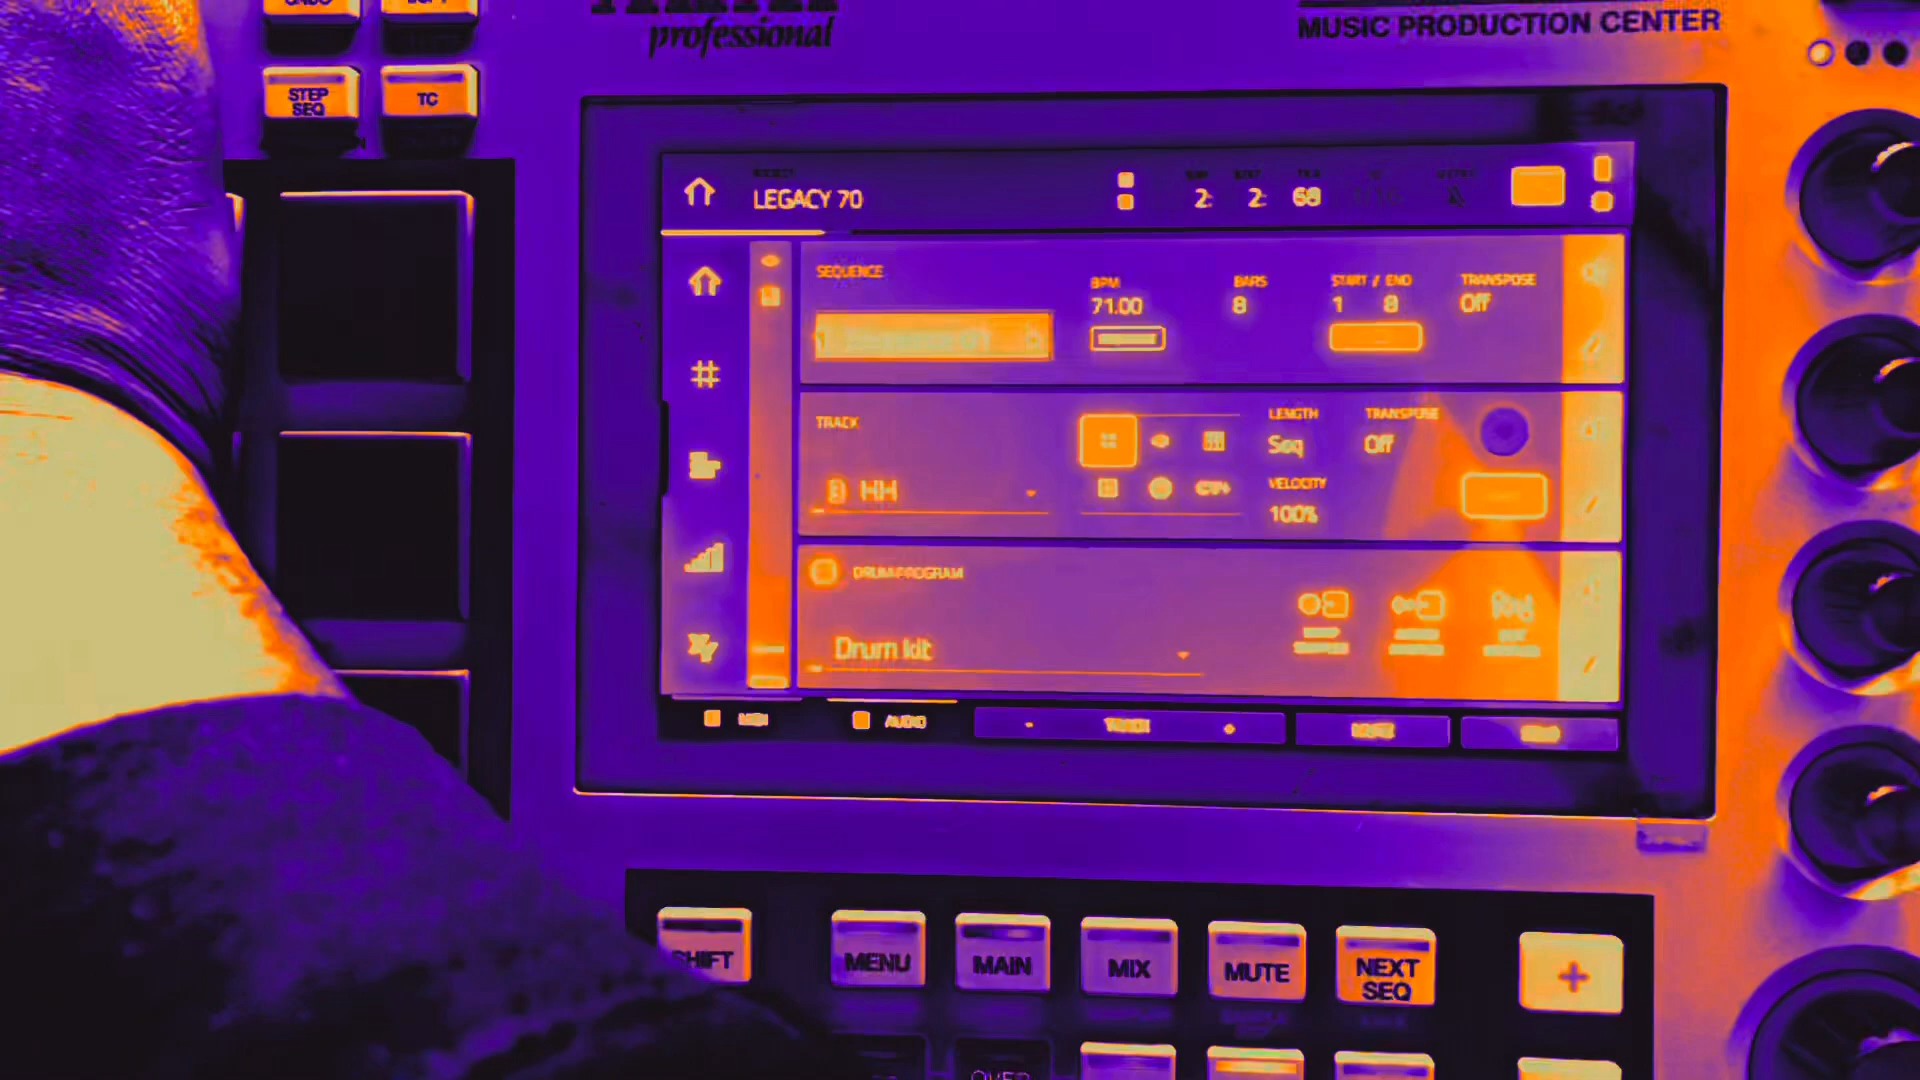 professional
MUSIC PRODUCTION CENTER
STEP
SEQ
TC
LEGACY 70
2: 2: 68
SEQUENCE
BPM
71.00
BARS
8
START / END
1 8
TRANSPOSE
Off
TRACK
HH
LENGTH
Seq
TRANSPOSE
Off
VELOCITY
100%
DRUM PROGRAM
Drum kit
MIDI
AUDIO
TRACK
SHIFT
MENU
MAIN
MIX
MUTE
NEXT
SEQ
+